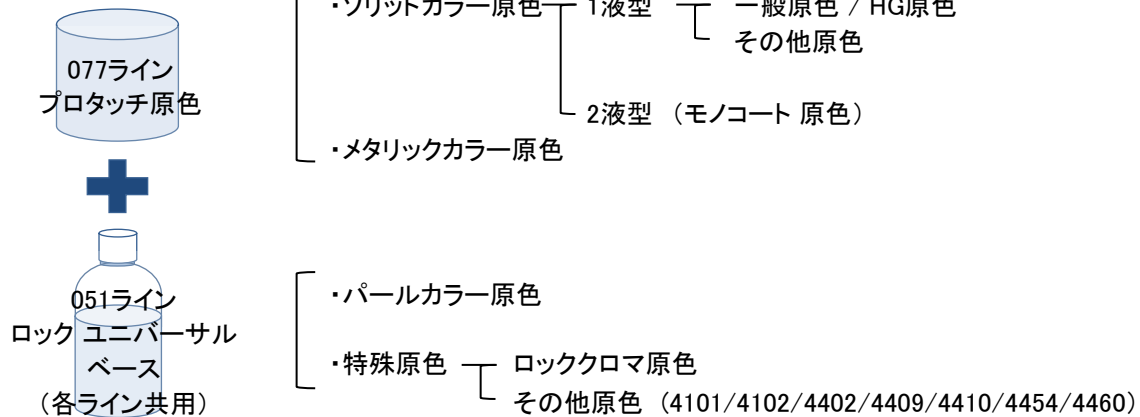 ・ソリッドカラー原色 1液型 一般原色 / HG原色
その他原色
077ライン
プロタッチ原色
2液型 （モノコート 原色）
・メタリックカラー原色
051ライン
ロック ユニバーサル
ベース
（各ライン共用）
・パールカラー原色
・特殊原色 ロッククロマ原色
その他原色 （4101/4102/4402/4409/4410/4454/4460）